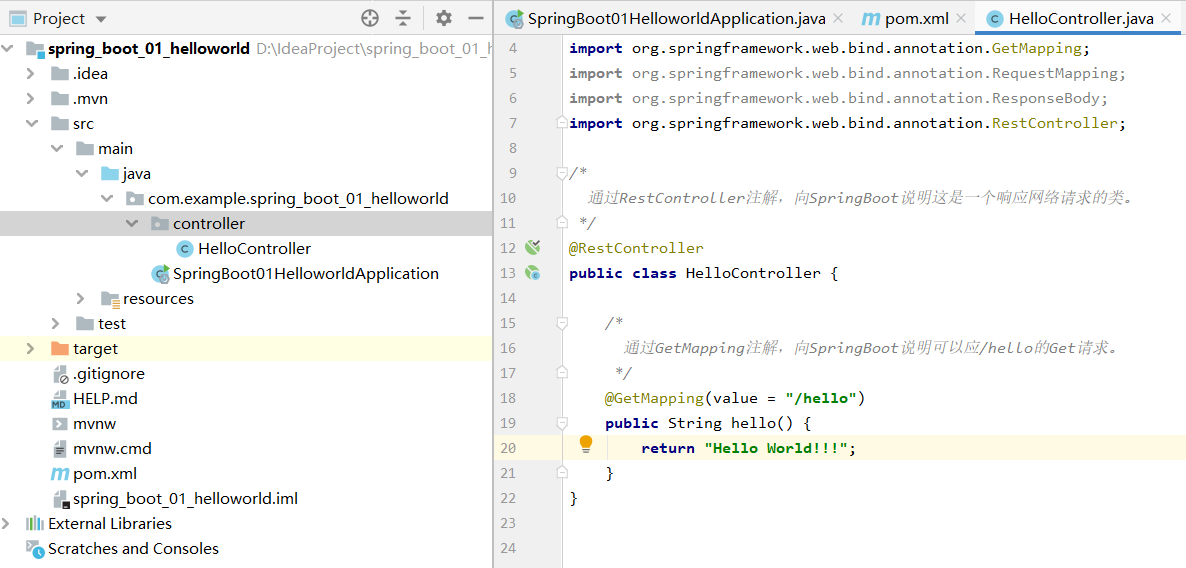 Project
spring_boot_01_helloworld D:\IdeaProject\spring_boot_01_h
.idea
.mvn
src
main
java
com.example.spring_boot_01_helloworld
controller
HelloController
SpringBoot01HelloworldApplication
resources
test
target
.gitignore
HELP.md
mvnw
mvnw.cmd
pom.xml
spring_boot_01_helloworld.iml
External Libraries
Scratches and Consoles
SpringBoot01HelloworldApplication.java pom.xml HelloController.java
4 import org.springframework.web.bind.annotation.GetMapping;
5 import org.springframework.web.bind.annotation.RequestMapping;
6 import org.springframework.web.bind.annotation.ResponseBody;
7 import org.springframework.web.bind.annotation.RestController;
8
9 /*
10 通过RestController注解，向SpringBoot说明这是一个响应网络请求的类。
11 */
12 @RestController
13 public class HelloController {
14
15 /*
16 通过GetMapping注解，向SpringBoot说明可以应/hello的Get请求。
17 */
18 @GetMapping(value = "/hello")
19 public String hello() {
20 return "Hello World!!!";
21 }
22 }
23
24